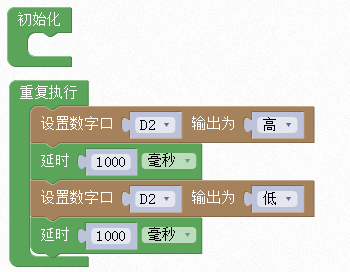 初始化
重复执行
设置数字口 D2 输出为 高
延时 1000 毫秒
设置数字口 D2 输出为 低
延时 1000 毫秒